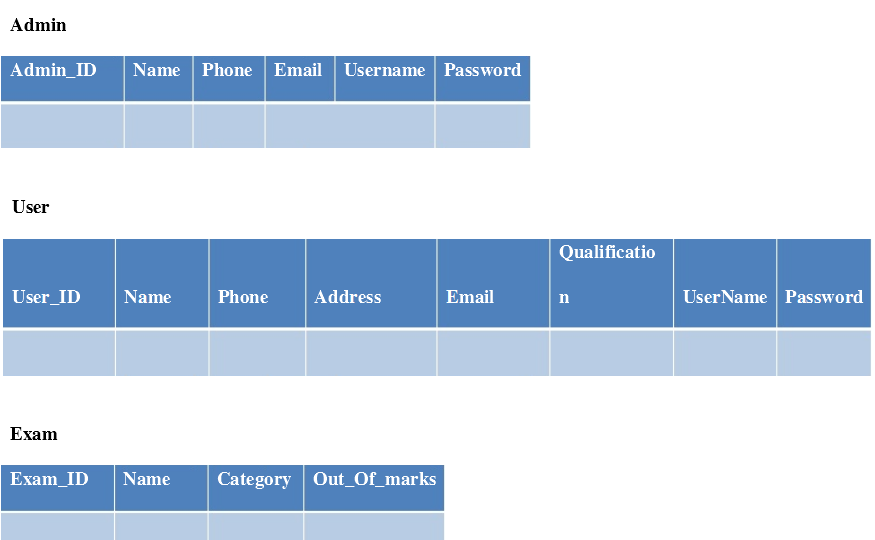 Admin
Admin_ID Name Phone Email Username Password
User
Qualificatio
User_ID Name Phone Address Email n UserName Password
Exam
Exam_ID Name Category Out_Of_marks